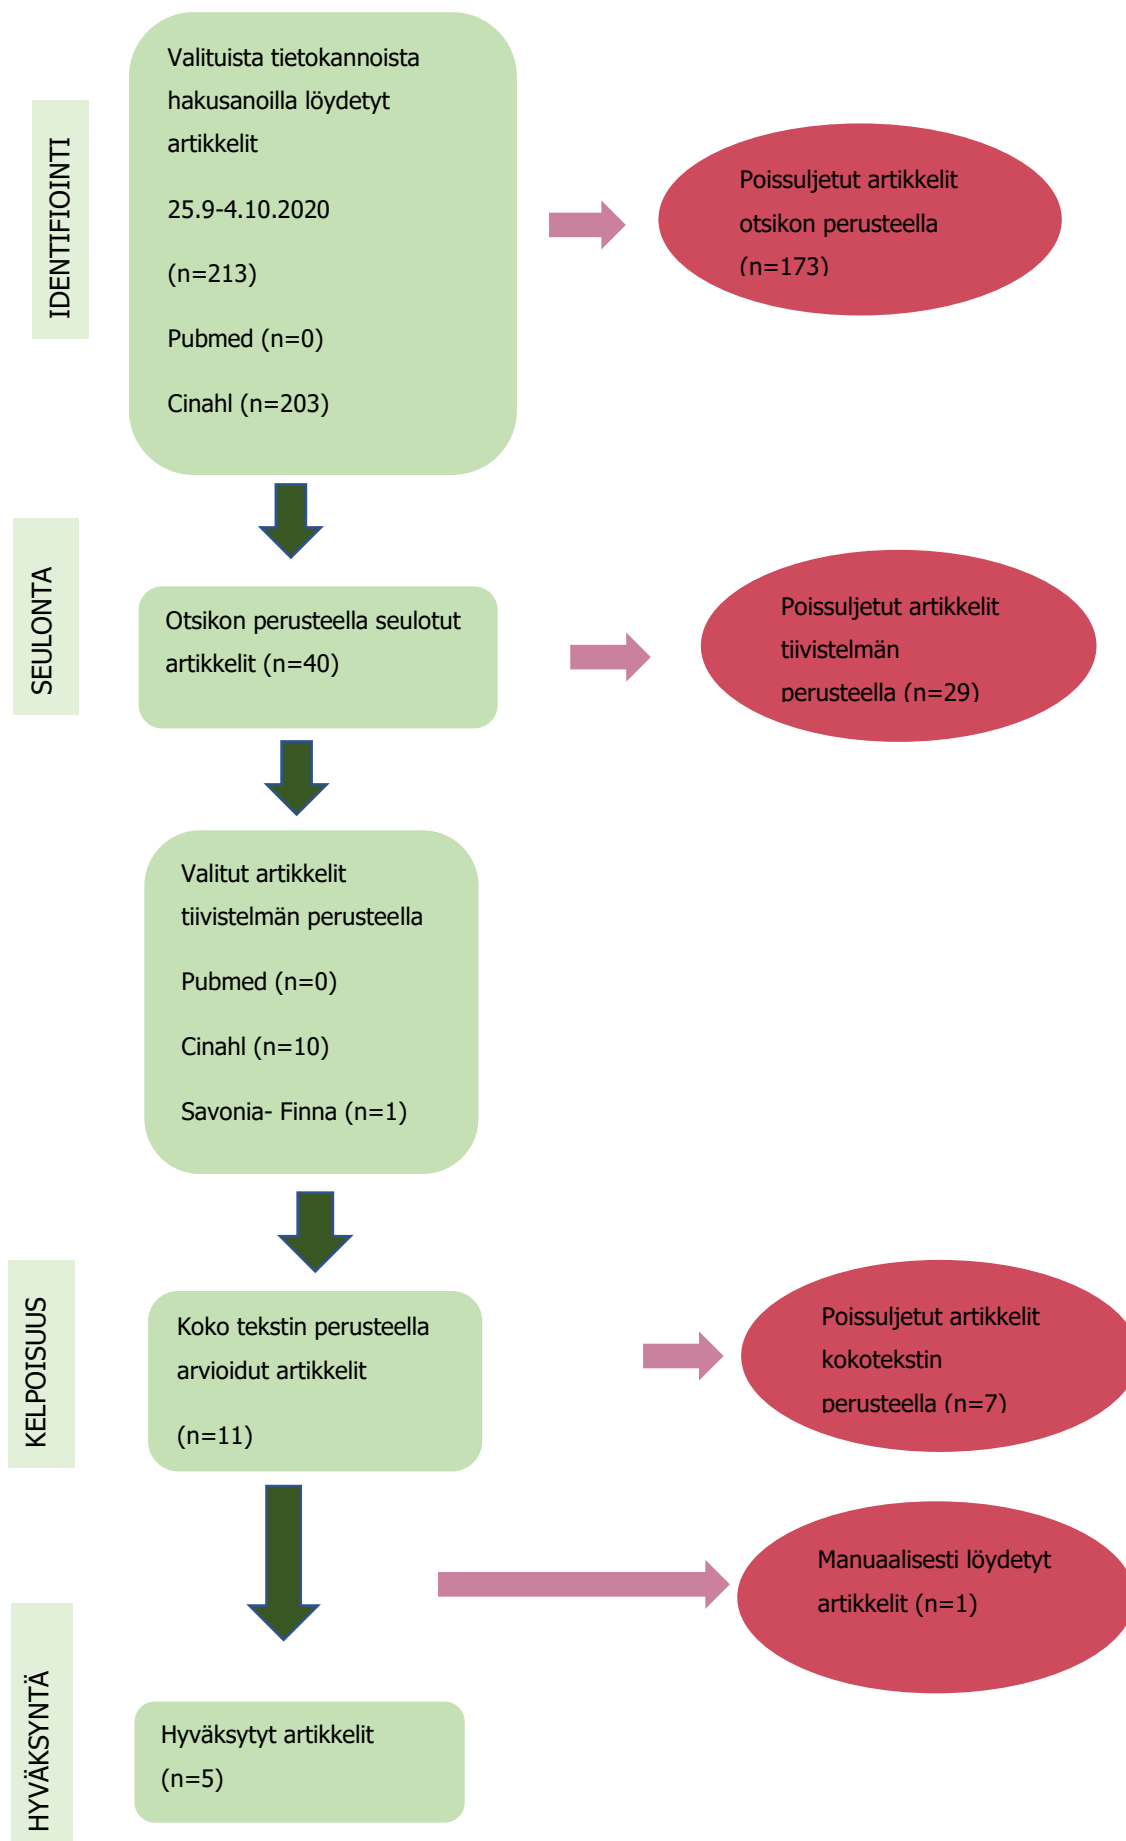 IDENTIFIOINTI
Valituista tietokannoista
hakusanoilla löydetyt
artikkelit
25.9-4.10.2020
(n=213)
Pubmed (n=0)
Cinahl (n=203)
Poissuljetut artikkelit
otsikon perusteella
(n=173)
SEULONTA
Otsikon perusteella seulotut
artikkelit (n=40)
Poissuljetut artikkelit
tiivistelmän
perusteella (n=29)
Valitut artikkelit
tiivistelmän perusteella
Pubmed (n=0)
Cinahl (n=10)
Savonia- Finna (n=1)
KELPOISUUS
Koko tekstin perusteella
arvioidut artikkelit
(n=11)
Poissuljetut artikkelit
kokotekstin
perusteella (n=7)
Manuaalisesti löydetyt
artikkelit (n=1)
HYVÄKSYNTÄ
Hyväksytyt artikkelit
(n=5)